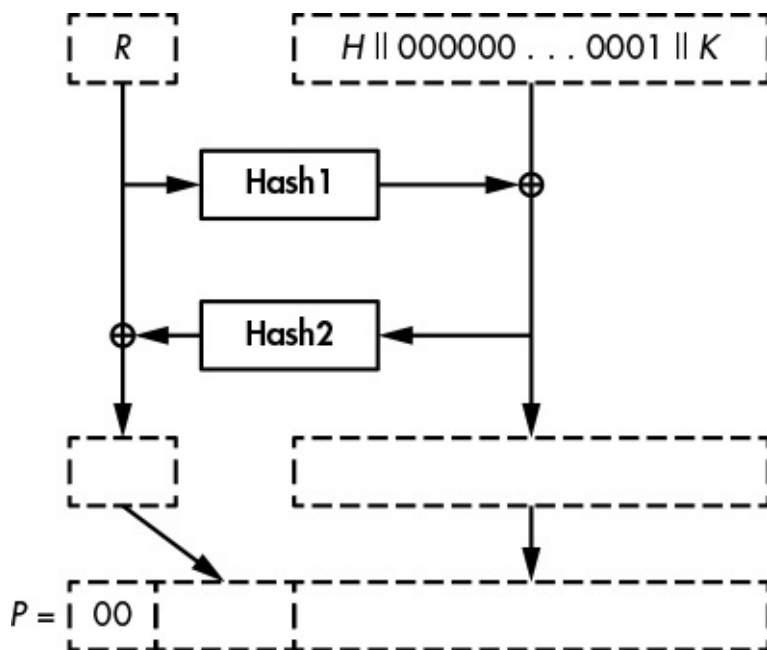 R
H || 000000 . . . 0001 || K
Hash1
Hash2
P = 00